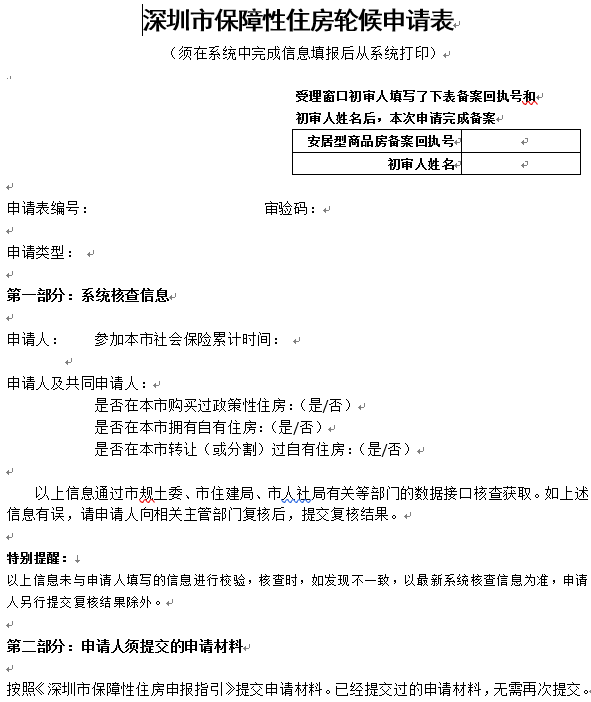 深圳市保障性住房轮候申请表
（须在系统中完成信息填报后从系统打印）
受理窗口初审人填写了下表备案回执号和
初审人姓名后，本次申请完成备案
安居型商品房备案回执号
初审人姓名
申请表编号： 审验码：
申请类型：
第一部分：系统核查信息
申请人： 参加本市社会保险累计时间：
申请人及共同申请人：
是否在本市购买过政策性住房：（是/否）
是否在本市拥有自有住房：（是/否）
是否在本市转让（或分割）过自有住房：（是/否）
以上信息通过市规土委、市住建局、市人社局有关等部门的数据接口核查获取。如上述
信息有误，请申请人向相关主管部门复核后，提交复核结果。
特别提醒：
以上信息未与申请人填写的信息进行校验，核查时，如发现不一致，以最新系统核查信息为准，申请
人另行提交复核结果除外。
第二部分：申请人须提交的申请材料
按照《深圳市保障性住房申报指引》提交申请材料。已经提交过的申请材料，无需再次提交。